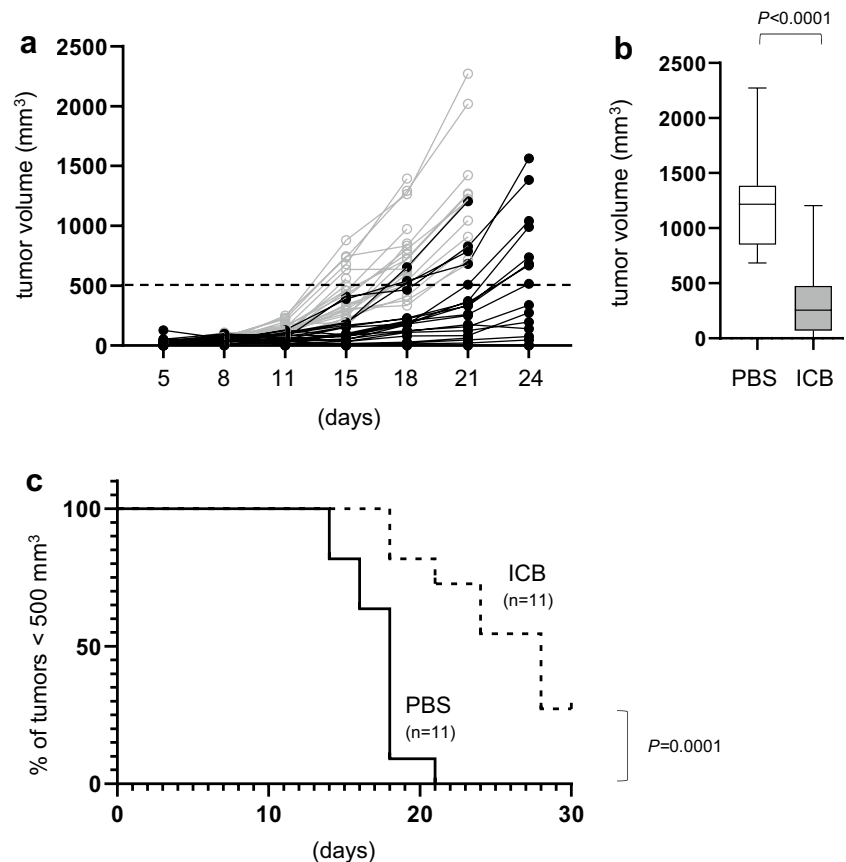 a
tumor volume (mm³)
2500
2000
1500
1000
500
0
5 8 11 15 18 21 24
(days)
b
P<0.0001
tumor volume (mm³)
2500
2000
1500
1000
500
0
PBS ICB
c
% of tumors < 500 mm³
100
50
0
ICB
(n=11)
PBS
(n=11)
P=0.0001
0 10 20 30
(days)